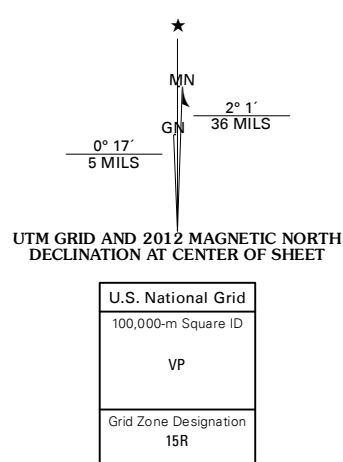 ★
MN
GN
2° 1´
36 MILS
0° 17´
5 MILS
UTM GRID AND 2012 MAGNETIC NORTH
DECLINATION AT CENTER OF SHEET
U.S. National Grid
100,000-m Square ID
VP
Grid Zone Designation
15R